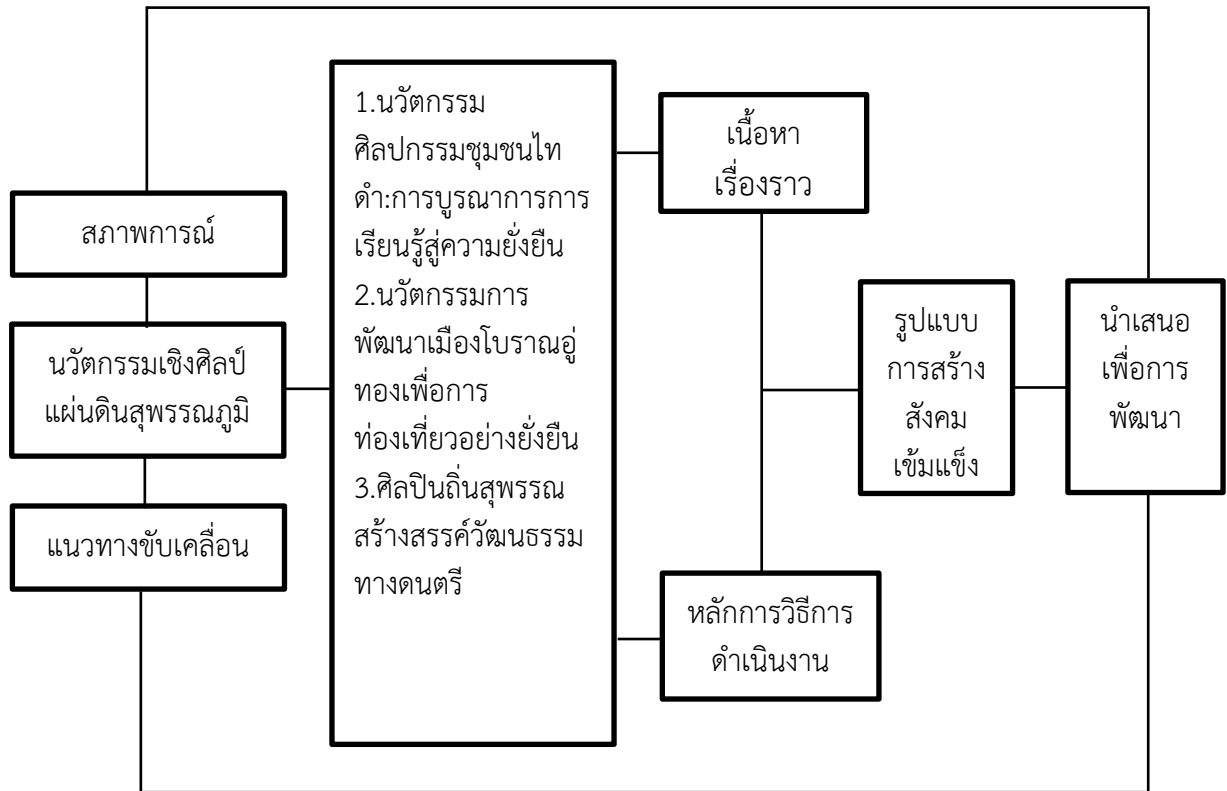 สภาพการณ์
นวัตกรรมเชิงศิลป์
แผ่นดินสุพรรณภูมิ
แนวทางขับเคลื่อน
1.นวัตกรรม
ศิลปกรรมชุมชนไท
ดำ:การบูรณาการการ
เรียนรู้สู่ความยั่งยืน
2.นวัตกรรมการ
พัฒนาเมืองโบราณอู่
ทองเพื่อการ
ท่องเที่ยวอย่างยั่งยืน
3.ศิลปินถิ่นสุพรรณ
สร้างสรรค์วัฒนธรรม
ทางดนตรี
เนื้อหา
เรื่องราว
หลักการวิธีการ
ดำเนินงาน
รูปแบบ
การสร้าง
สังคม
เข้มแข็ง
นำเสนอ
เพื่อการ
พัฒนา